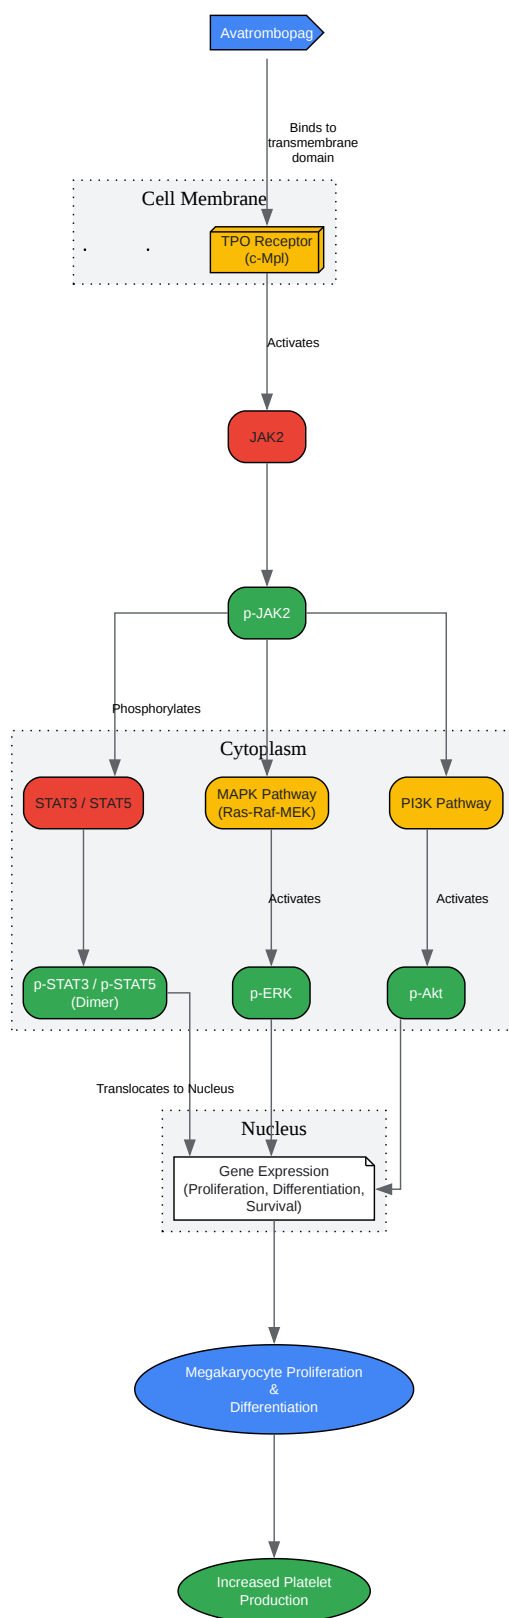 Avatrombopag
Binds to
transmembrane
domain
Cell Membrane
TPO Receptor
(c-Mpl)
Activates
JAK2
p-JAK2
Phosphorylates
Cytoplasm
STAT3 / STAT5
MAPK Pathway
(Ras-Raf-MEK)
PI3K Pathway
Activates
Activates
p-STAT3 / p-STAT5
(Dimer)
p-ERK
p-Akt
Translocates to Nucleus
Nucleus
Gene Expression
(Proliferation, Differentiation,
Survival)
Megakaryocyte Proliferation
&
Differentiation
Increased Platelet
Production